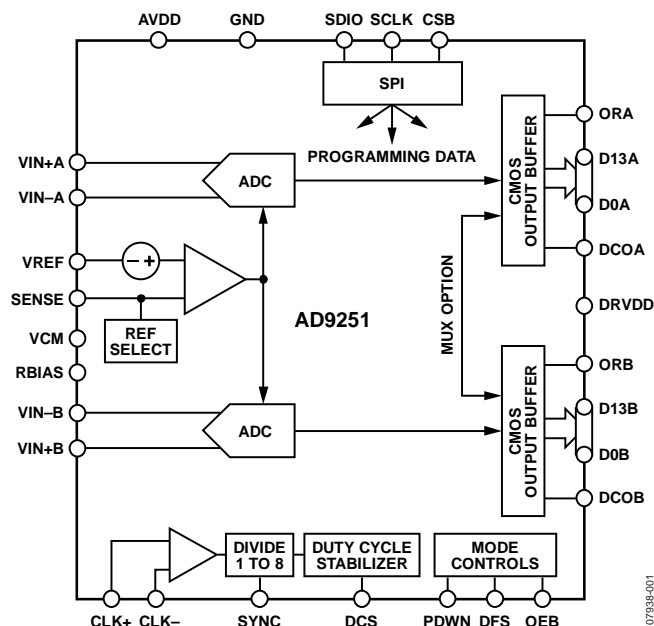 AVDD GND SDIO SCLK CSB
SPI
PROGRAMMING DATA
VIN+A
VIN–A
ADC
CMOS
OUTPUT BUFFER
ORA
D13A
D0A
DCOA
VREF
– +
SENSE
REF
SELECT
VCM
RBIAS
AD9251
MUX OPTION
DRVDD
VIN–B
VIN+B
ADC
CMOS
OUTPUT BUFFER
ORB
D13B
D0B
DCOB
DIVIDE
1 TO 8
DUTY CYCLE
STABILIZER
MODE
CONTROLS
CLK+ CLK– SYNC DCS PDWN DFS OEB
07938-001